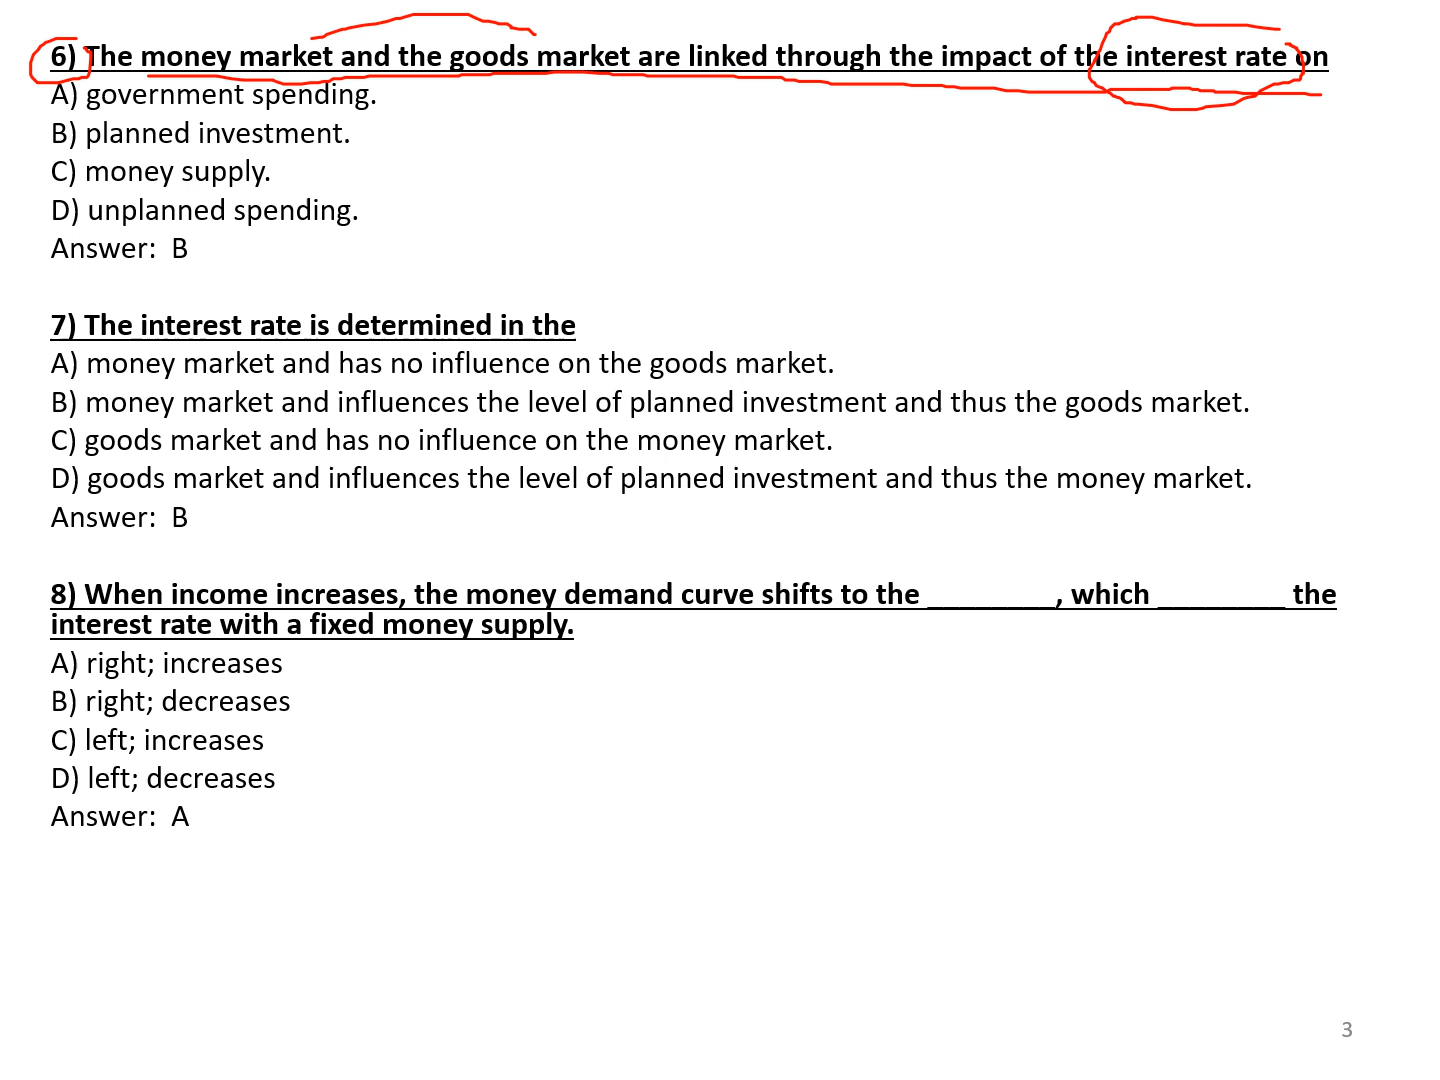 6) The money market and the goods market are linked through the impact of the interest rate on
A) government spending.
B) planned investment.
C) money supply.
D) unplanned spending.
Answer:  B
7) The interest rate is determined in the
A) money market and has no influence on the goods market.
B) money market and influences the level of planned investment and thus the goods market.
C) goods market and has no influence on the money market.
D) goods market and influences the level of planned investment and thus the money market.
Answer:  B
8) When income increases, the money demand curve shifts to the ________, which ________ the
interest rate with a fixed money supply.
A) right; increases
B) right; decreases
C) left; increases
D) left; decreases
Answer:  A
3